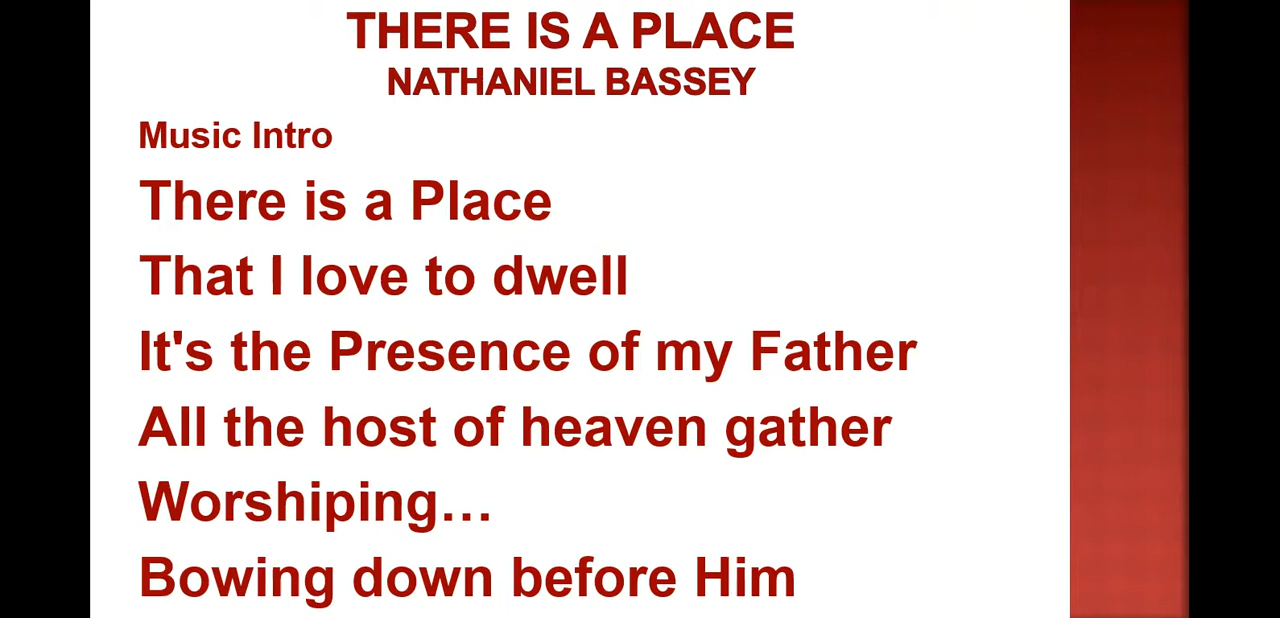 THERE IS A PLACE
NATHANIEL BASSEY
Music Intro
There is a Place
That I love to dwell
It's the Presence of my Father
All the host of heaven gather
Worshiping…
Bowing down before Him